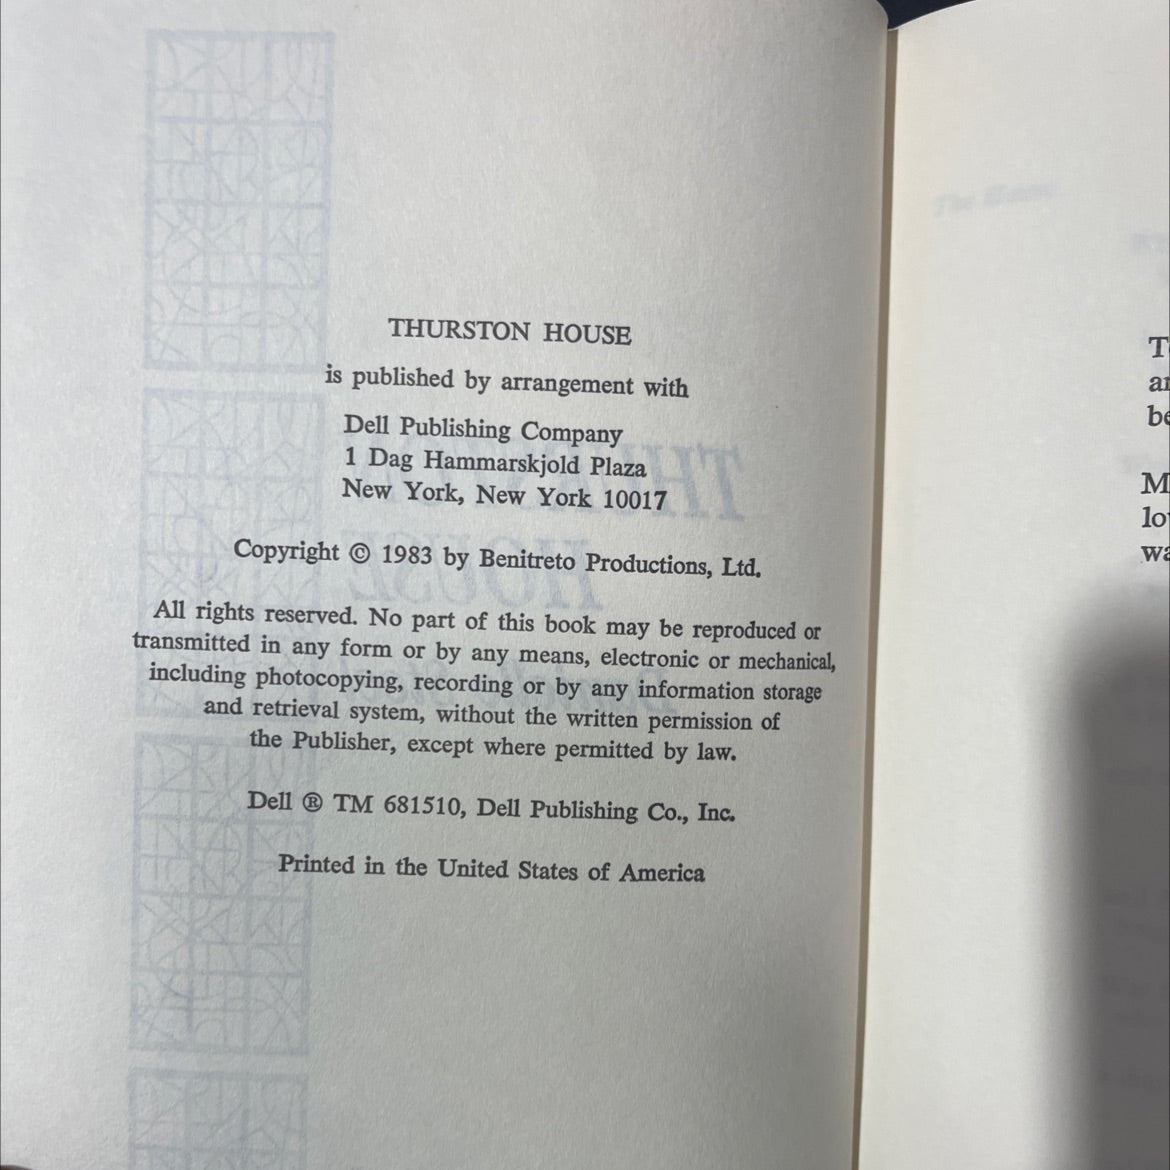 THURSTON HOUSE
is published by arrangement with
Dell Publishing Company
1 Dag Hammarskjold Plaza
New York, New York 10017
Copyright © 1983 by Benitreto Productions, Ltd.
All rights reserved. No part of this book may be reproduced or
transmitted in any form or by any means, electronic or mechanical,
including photocopying, recording or by any information storage
and retrieval system, without the written permission of
the Publisher, except where permitted by law.
Dell ® TM 681510, Dell Publishing Co., Inc.
Printed in the United States of America